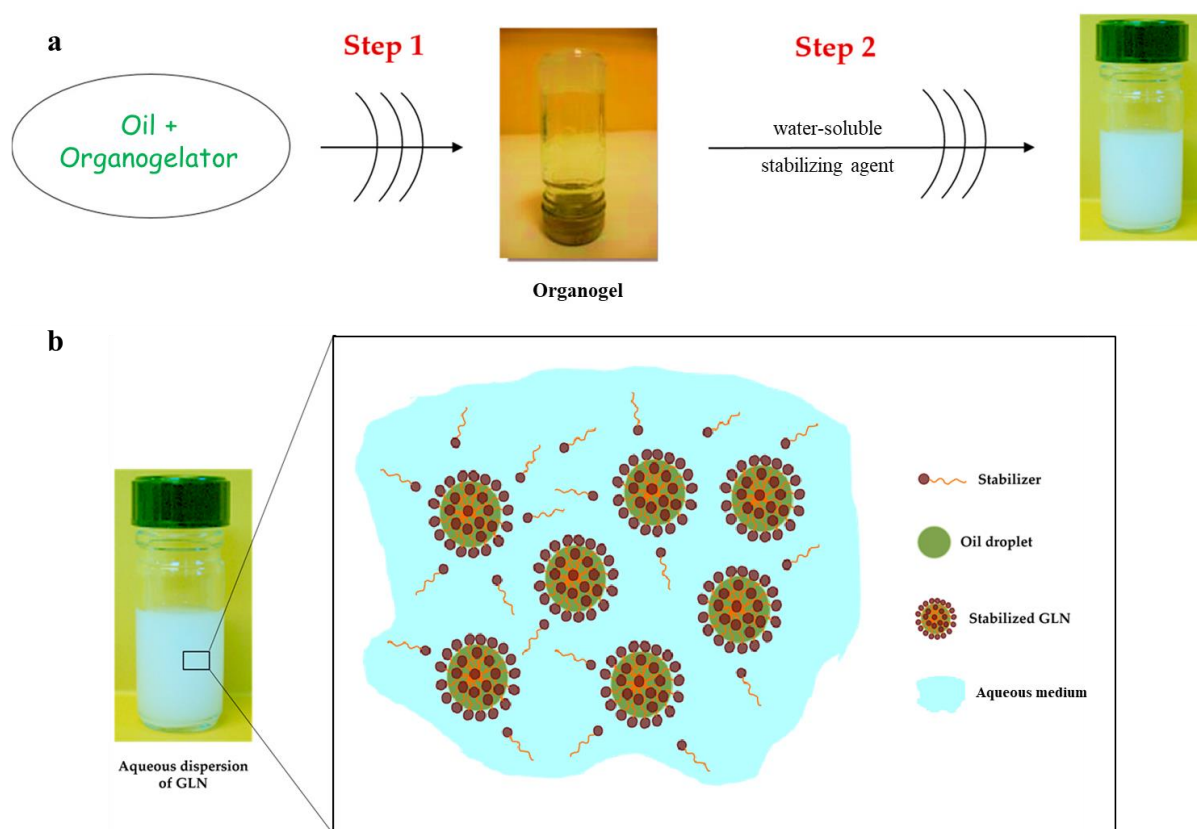 a
Step 1
Step 2
Oil +
Organogelator
water-soluble
stabilizing agent
Organogel
b
Stabilizer
Oil droplet
Stabilized GLN
Aqueous medium
Aqueous dispersion
of GLN